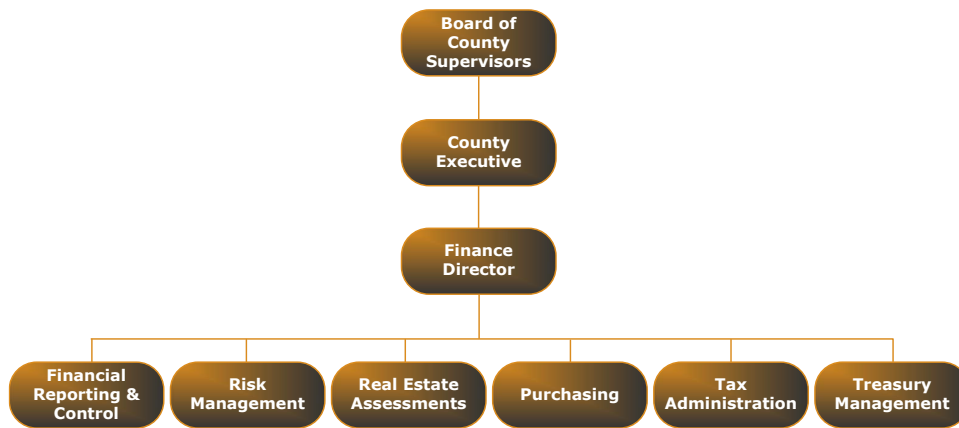 Board of
County
Supervisors
County
Executive
Finance
Director
Financial
Reporting &
Control
Risk
Management
Real Estate
Assessments
Purchasing
Tax
Administration
Treasury
Management